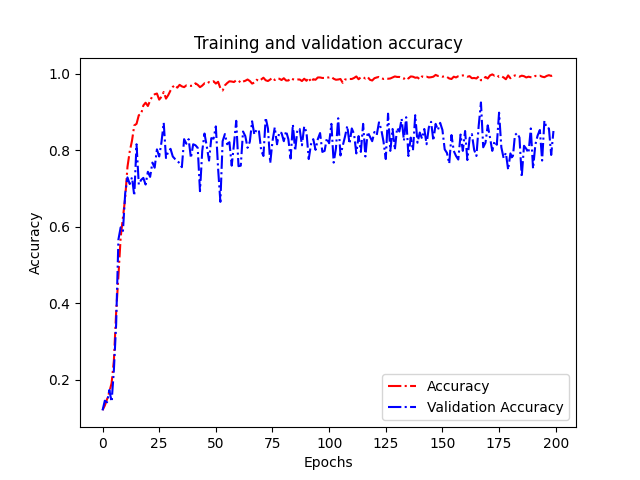 Training and validation accuracy
1.0
0.8
0.6
0.4
0.2
Accuracy
Accuracy
Validation Accuracy
0 25 50 75 100 125 150 175 200
Epochs